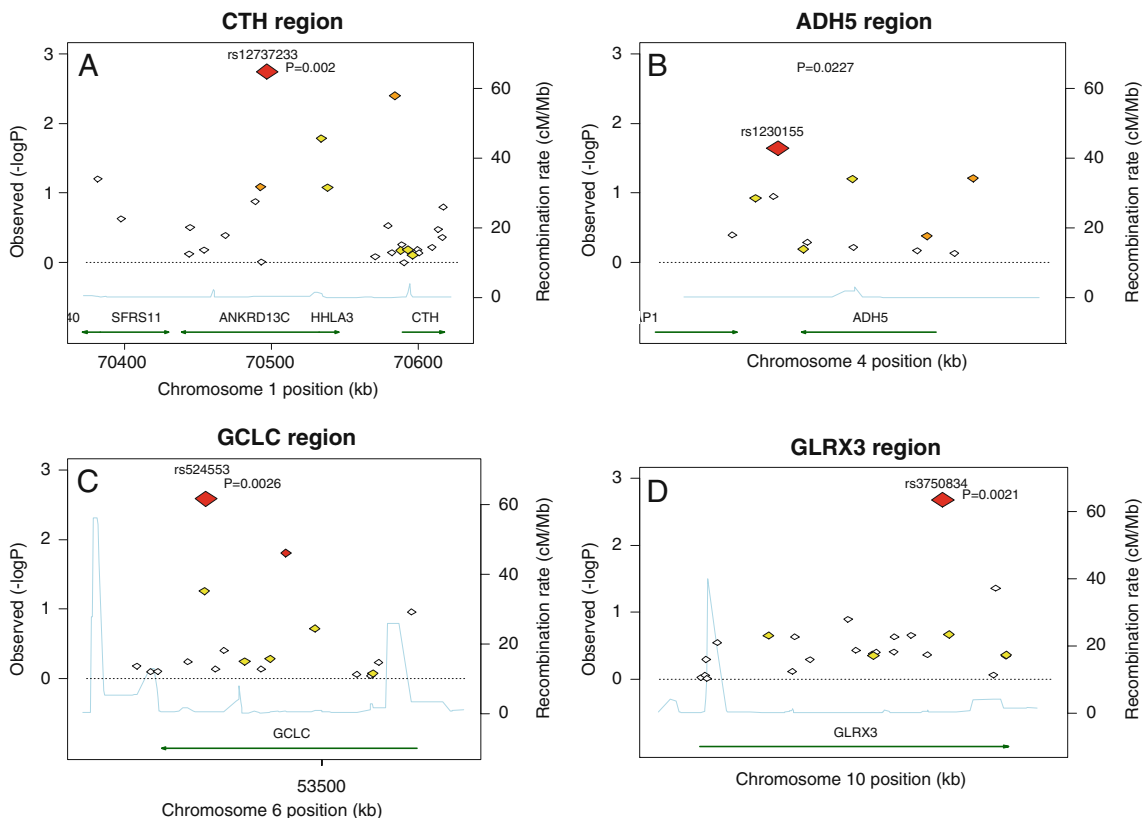 CTH region
A
rs12737233
P=0.002
3
2
1
0
Observed (-logP)
60
40
20
0
Recombination rate (cM/Mb)
40
SFRS11
ANKRD13C
HHLA3
CTH
70400
70500
70600
Chromosome 1 position (kb)
ADH5 region
B
P=0.0227
rs1230155
3
2
1
0
Observed (-logP)
60
40
20
0
Recombination rate (cM/Mb)
AP1
ADH5
Chromosome 4 position (kb)
GCLC region
C
rs524553
P=0.0026
3
2
1
0
Observed (-logP)
60
40
20
0
Recombination rate (cM/Mb)
GCLC
53500
Chromosome 6 position (kb)
GLRX3 region
D
rs3750834
P=0.0021
3
2
1
0
Observed (-logP)
60
40
20
0
Recombination rate (cM/Mb)
GLRX3
Chromosome 10 position (kb)